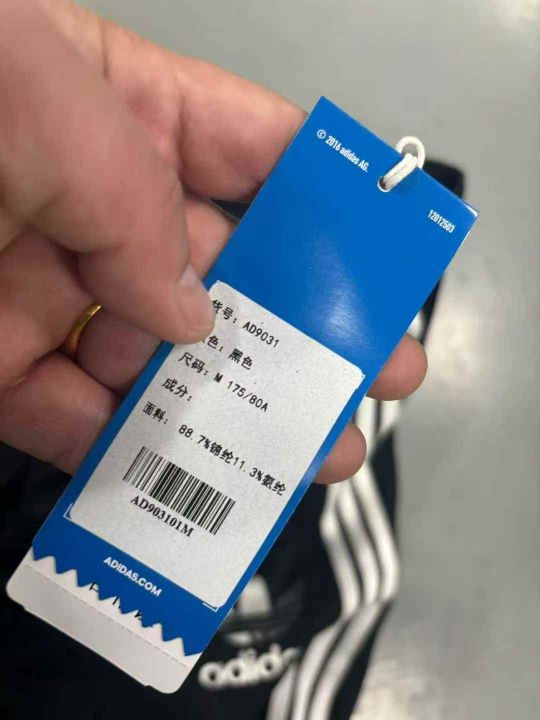 © 2016 adidas AG.
12012503
货号: AD9031
色: 黑色
尺码: M 175/80A
成分:
面料: 88.7%锦纶11.3%氨纶
AD903101M
ADIDAS.COM
adidas